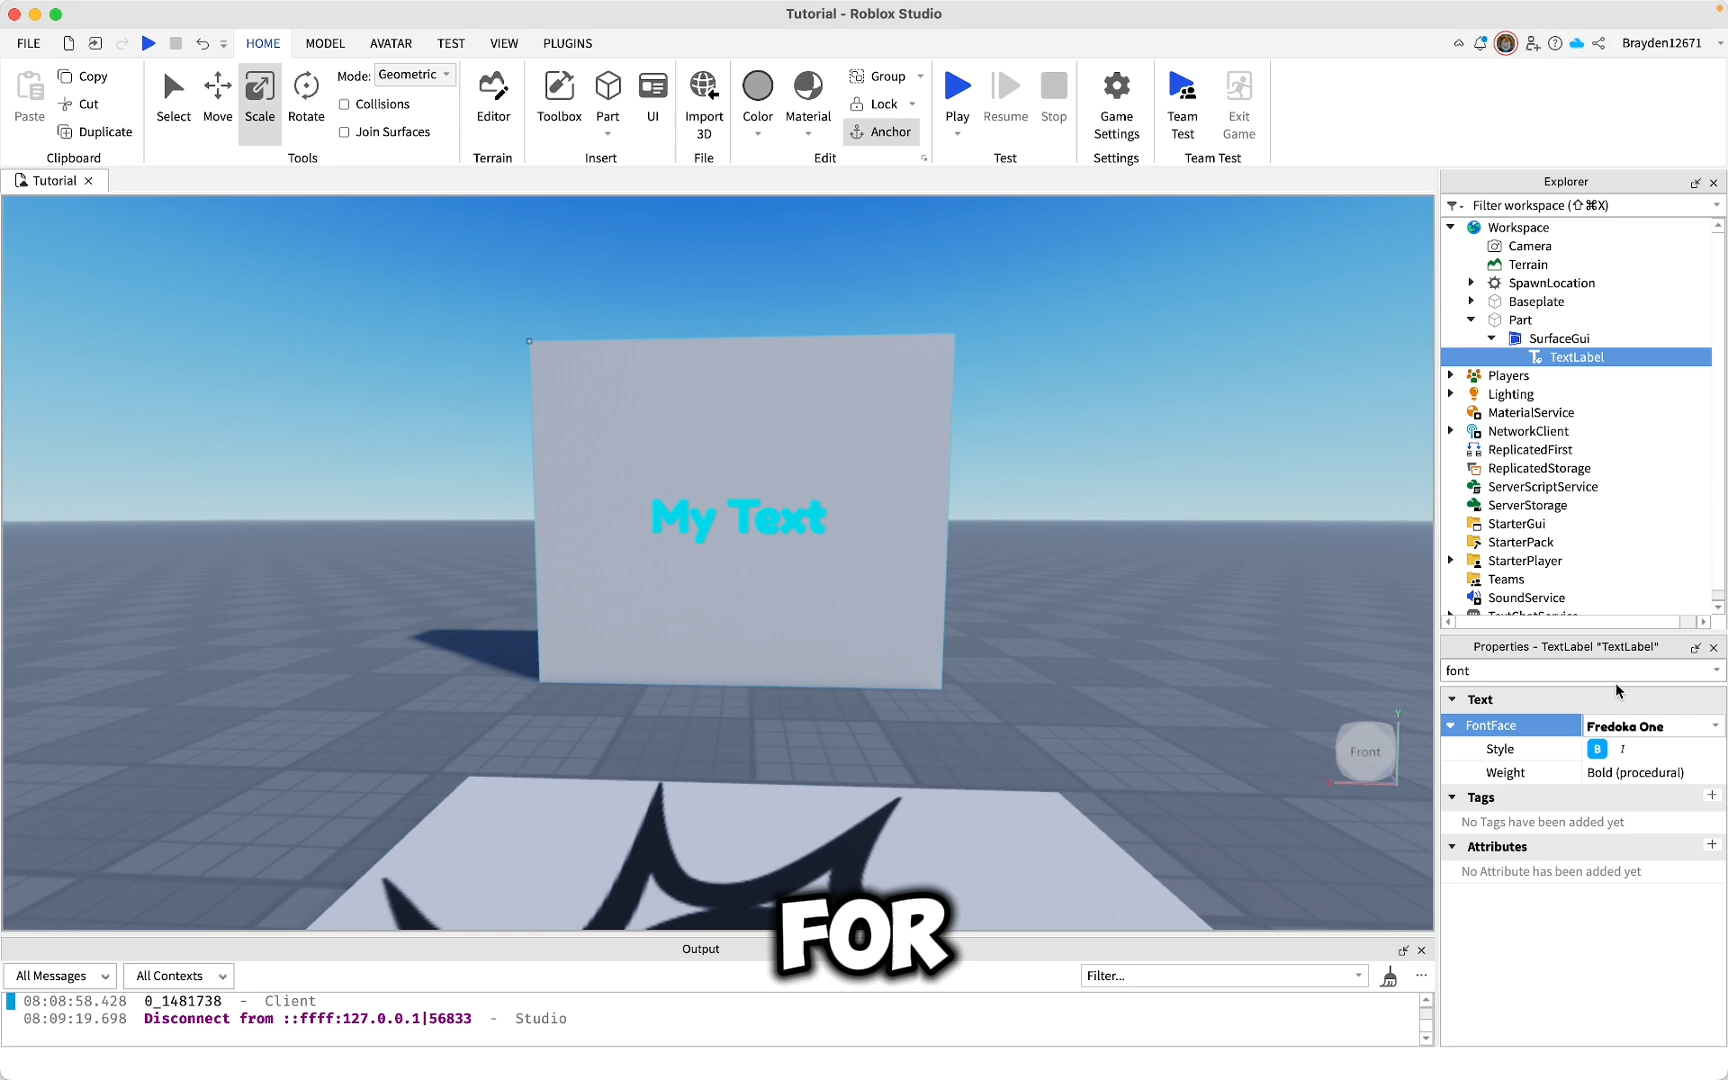 Tutorial - Roblox Studio
FILE HOME MODEL AVATAR TEST VIEW PLUGINS Brayden12671
Paste Copy Cut Duplicate Clipboard
Select Move Scale Rotate Mode: Geometric Collisions Join Surfaces Tools
Editor Terrain
Toolbox Part UI Insert
Import 3D File
Color Material Group Lock Anchor Edit
Play Resume Stop Test
Game Settings Settings
Team Test Exit Game Team Test
Tutorial
My Text
Front
Y
FOR
Explorer
Filter workspace (⇧⌘X)
Workspace
Camera
Terrain
SpawnLocation
Baseplate
Part
SurfaceGui
TextLabel
Players
Lighting
MaterialService
NetworkClient
ReplicatedFirst
ReplicatedStorage
ServerScriptService
ServerStorage
StarterGui
StarterPack
StarterPlayer
Teams
SoundService
Properties - TextLabel "TextLabel"
font
Text
FontFace Fredoka One
Style B I
Weight Bold (procedural)
Tags
No Tags have been added yet
Attributes
No Attribute has been added yet
Output
All Messages All Contexts Filter...
08:08:58.428 0_1481738 - Client
08:09:19.698 Disconnect from ::ffff:127.0.0.1|56833 - Studio